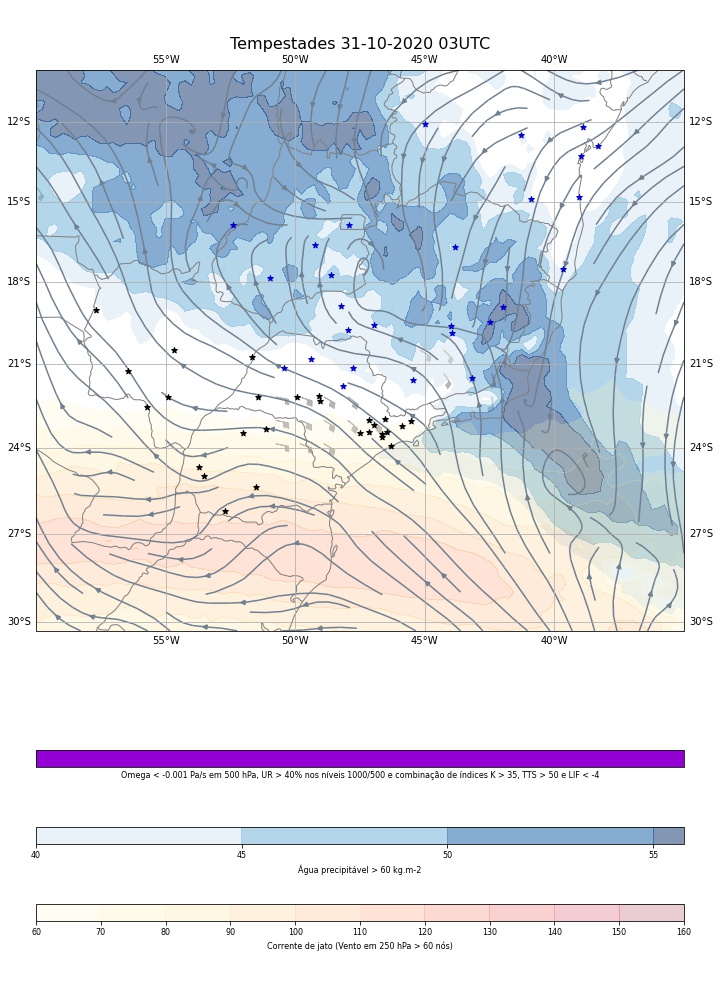 Tempestades 31-10-2020 03UTC
55°W 50°W 45°W 40°W
12°S 12°S
15°S 15°S
18°S 18°S
21°S 21°S
24°S 24°S
27°S 27°S
30°S 30°S
55°W 50°W 45°W 40°W
Omega < -0.001 Pa/s em 500 hPa, UR > 40% nos níveis 1000/500 e combinação de índices K > 35, TTS > 50 e LIF < -4
40 45 50 55
Água precipitável > 60 kg.m-2
60 70 80 90 100 110 120 130 140 150 160
Corrente de jato (Vento em 250 hPa > 60 nós)